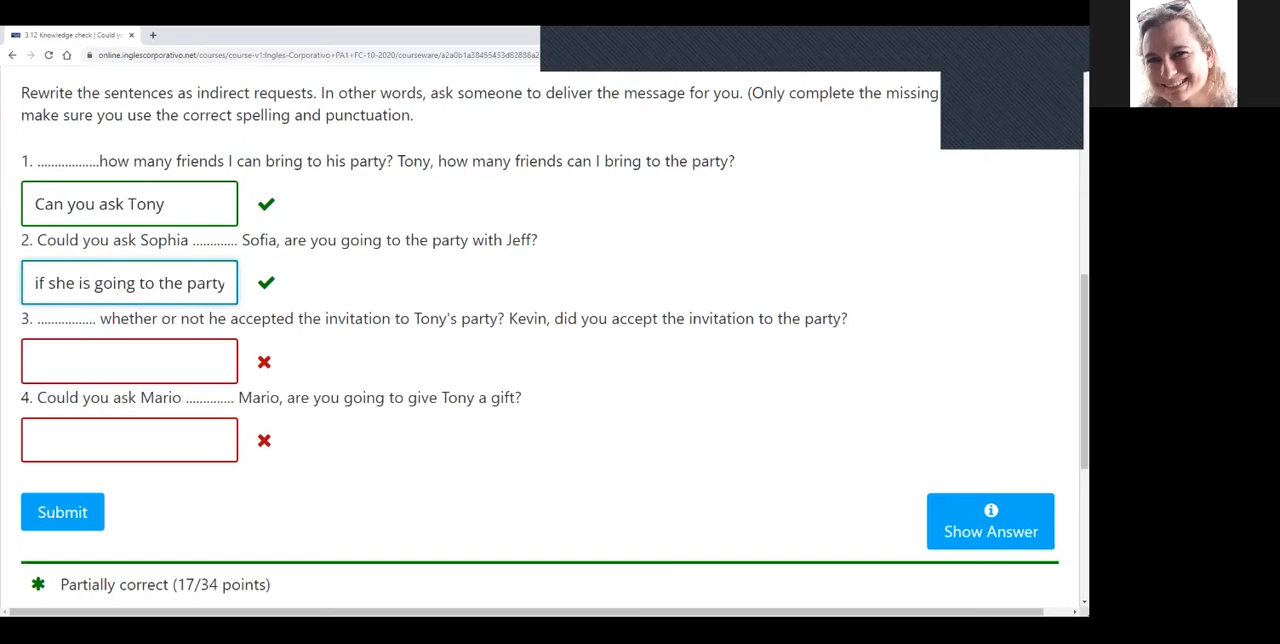 3.12 Knowledge check | Could yo
online.inglescorporativo.net/courses/course-v1:Ingles-Corporativo+PA1+FC-10-2020/courseware/a2a0b1a38455453d82888a2
Rewrite the sentences as indirect requests. In other words, ask someone to deliver the message for you. (Only complete the missing
make sure you use the correct spelling and punctuation.
1. ..................how many friends I can bring to his party? Tony, how many friends can I bring to the party?
Can you ask Tony
2. Could you ask Sophia ............. Sofia, are you going to the party with Jeff?
if she is going to the party
3. ................. whether or not he accepted the invitation to Tony's party? Kevin, did you accept the invitation to the party?
4. Could you ask Mario .............. Mario, are you going to give Tony a gift?
Submit
Show Answer
Partially correct (17/34 points)